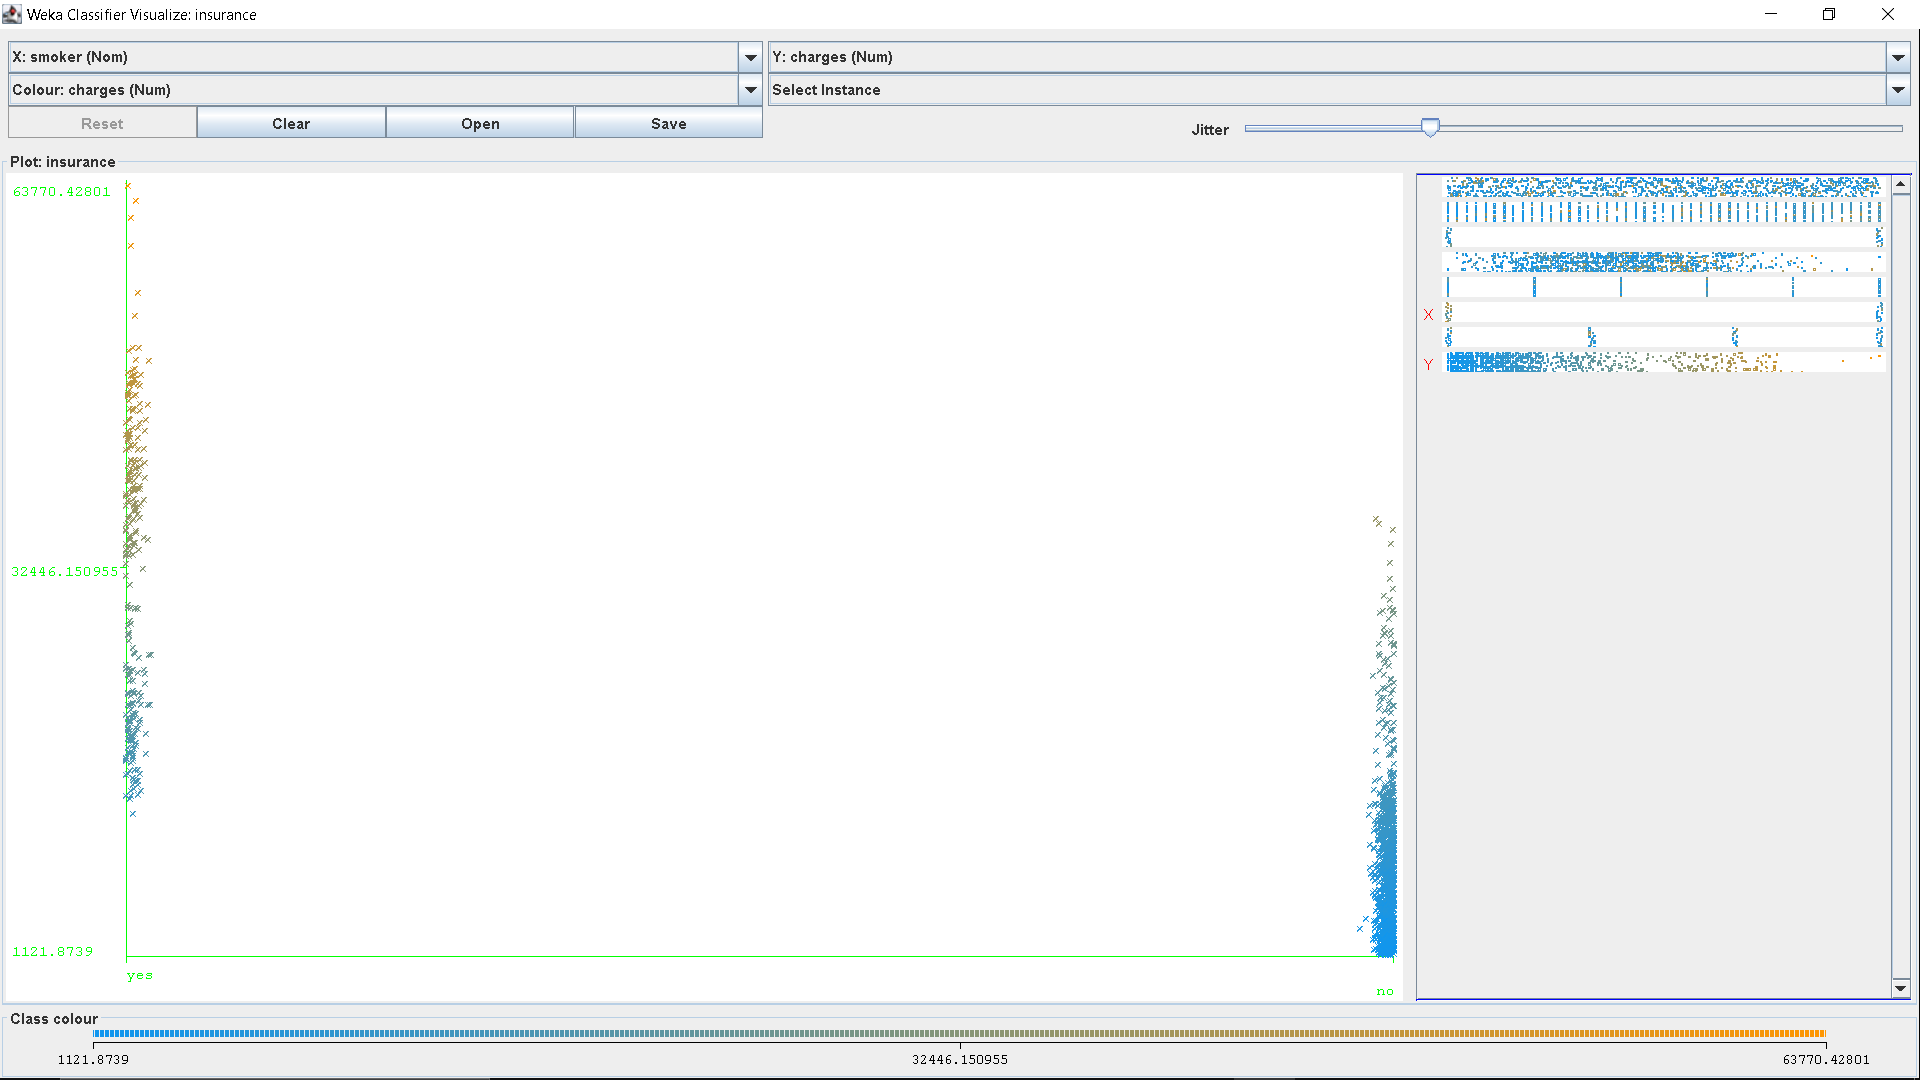 Weka Classifier Visualize: insurance
X: smoker (Nom)
Y: charges (Num)
Colour: charges (Num)
Select Instance
Reset
Clear
Open
Save
Jitter
Plot: insurance
63770.42801
32446.150955
1121.8739
yes
no
X
Y
Class colour
1121.8739
32446.150955
63770.42801